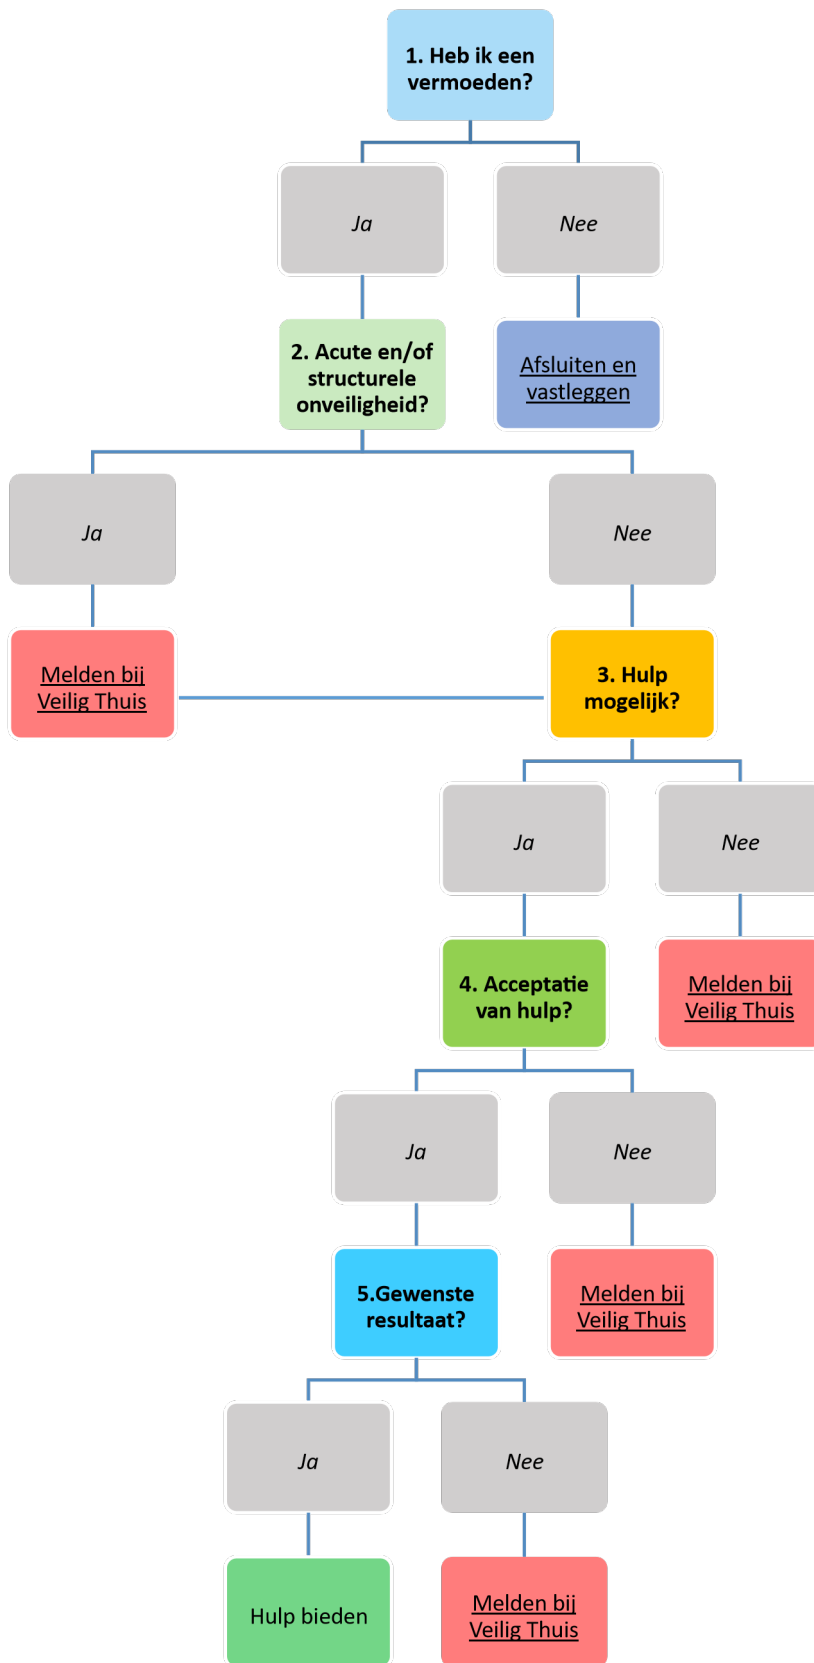 1. Heb ik een
vermoeden?
Ja
Nee
2. Acute en/of
structurele
onveiligheid?
Afsluiten en
vastleggen
Ja
Nee
Melden bij
Veilig Thuis
3. Hulp
mogelijk?
Ja
Nee
4. Acceptatie
van hulp?
Melden bij
Veilig Thuis
Ja
Nee
5.Gewenste
resultaat?
Melden bij
Veilig Thuis
Ja
Nee
Hulp bieden
Melden bij
Veilig Thuis